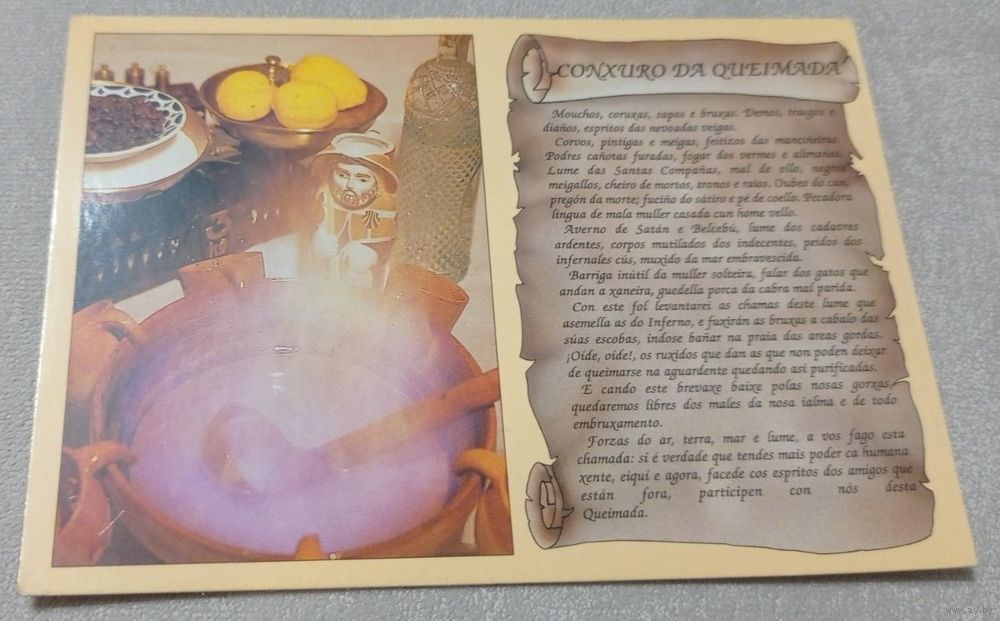 CONXURO DA QUEIMADA
Mouchos, coruxas, sapos e bruxas. Demos, trasgos e
diaños, espritos das nevoadas veigas.
Corvos, pintigas e meigas, feitizos das mancineiras.
Podres cañotas furadas, fogar dos vermes e alimañas.
Lume das Santas Compañas, mal de ollo, negros
meigallos, cheiro de mortos, tronos e raios. Oubeo do can,
pregón da morte; fuciño do sátiro e pé de coello. Pecadora
lingua de mala muller casada cun home vello.
Averno de Satán e Belcebú, lume dos cadavres
ardentes, corpos mutilados dos indecentes, peidos dos
infernales cús, muxido da mar embravescida.
Barriga inútil da muller solteira, falar dos gatos que
andan a xaneira, guedella porca da cabra mal parida.
Con este fol levantarei as chamas deste lume que
asemella as do Inferno, e fuxirán as bruxas a cabalo das
súas escobas, indose bañar na praia das areas gordas.
¡Oíde, oide!, os ruxidos que dan as que non poden deixar
de queimarse na aguardente quedando así purificadas.
E cando este brevaxe baixe polas nosas gorxas,
quedaremos libres dos males da nosa ialma e de todo
embruxamento.
Forzas do ar, terra, mar e lume, a vos fago esta
chamada: si é verdade que tendes mais poder ca humana
xente, eiquí e agora, facede cos espritos dos amigos que
están fora, participen con nós desta
Queimada.
www.ay.by